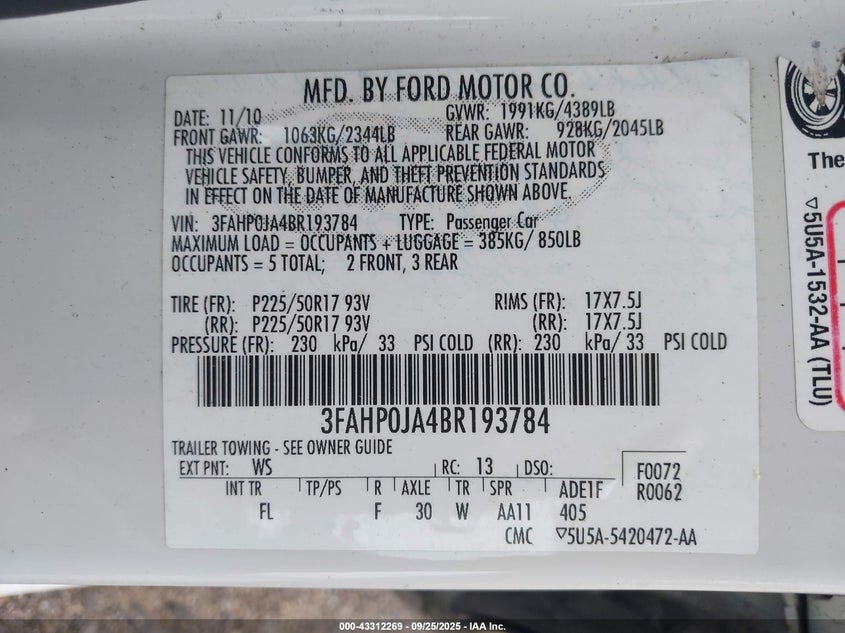 MFD. BY FORD MOTOR CO.
DATE: 11/10 GVWR: 1991KG/4389LB
FRONT GAWR: 1063KG/2344LB REAR GAWR: 928KG/2045LB
THIS VEHICLE CONFORMS TO ALL APPLICABLE FEDERAL MOTOR
VEHICLE SAFETY, BUMPER, AND THEFT PREVENTION STANDARDS
IN EFFECT ON THE DATE OF MANUFACTURE SHOWN ABOVE.
VIN: 3FAHP0JA4BR193784 TYPE: Passenger Car
MAXIMUM LOAD = OCCUPANTS + LUGGAGE = 385KG/ 850LB
OCCUPANTS = 5 TOTAL; 2 FRONT, 3 REAR
TIRE (FR): P225/50R17 93V RIMS (FR): 17X7.5J
(RR): P225/50R17 93V (RR): 17X7.5J
PRESSURE (FR): 230 kPa/ 33 PSI COLD (RR): 230 kPa/ 33 PSI COLD
3FAHP0JA4BR193784
TRAILER TOWING - SEE OWNER GUIDE
EXT PNT: WS RC: 13 DSO: F0072
INT TR TP/PS R AXLE TR SPR ADE1F R0062
FL F 30 W AA11 405
CMC ▽5U5A-5420472-AA
The
▽5U5A-1532-AA (TLU)
000-43312269 - 09/25/2025 - IAA Inc.